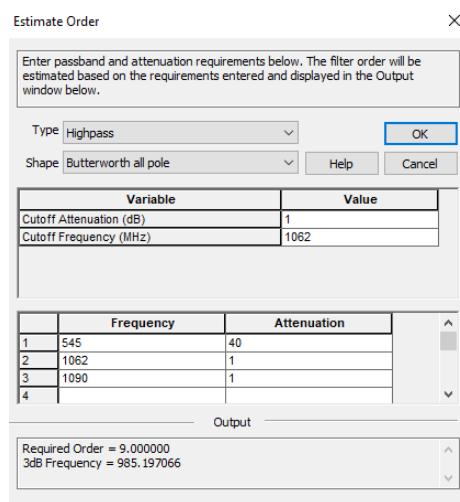 Estimate Order
Enter passband and attenuation requirements below. The filter order will be
estimated based on the requirements entered and displayed in the Output
window below.
Type Highpass OK
Shape Butterworth all pole Help Cancel
Variable Value
Cutoff Attenuation (dB) 1
Cutoff Frequency (MHz) 1062
Frequency Attenuation
1 545 40
2 1062 1
3 1090 1
4
Output
Required Order = 9.000000
3dB Frequency = 985.197066